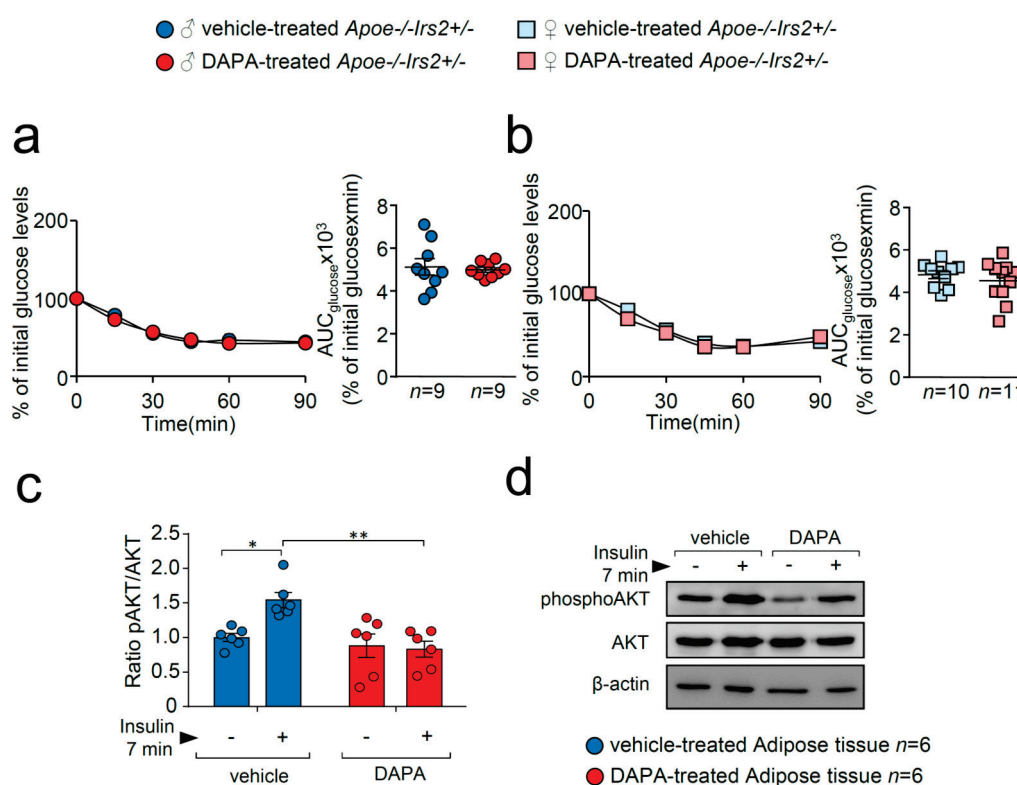 ♂ vehicle-treated Apoe-/-Irs2+/-
♀ vehicle-treated Apoe-/-Irs2+/-
♂ DAPA-treated Apoe-/-Irs2+/-
♀ DAPA-treated Apoe-/-Irs2+/-
a
% of initial glucose levels
200
100
0
0 30 60 90
Time(min)
AUCglucosex10³
(% of initial glucosexmin)
8
6
4
2
0
n=9 n=9
b
% of initial glucose levels
200
100
0
0 30 60 90
Time(min)
AUCglucosex10³
(% of initial glucosexmin)
8
6
4
2
0
n=10 n=11
c
Ratio pAKT/AKT
2.5
2.0
1.5
1.0
0.5
0
* **
Insulin
7 min
- + - +
vehicle DAPA
d
vehicle DAPA
Insulin
7 min
- + - +
phosphoAKT
AKT
β-actin
vehicle-treated Adipose tissue n=6
DAPA-treated Adipose tissue n=6